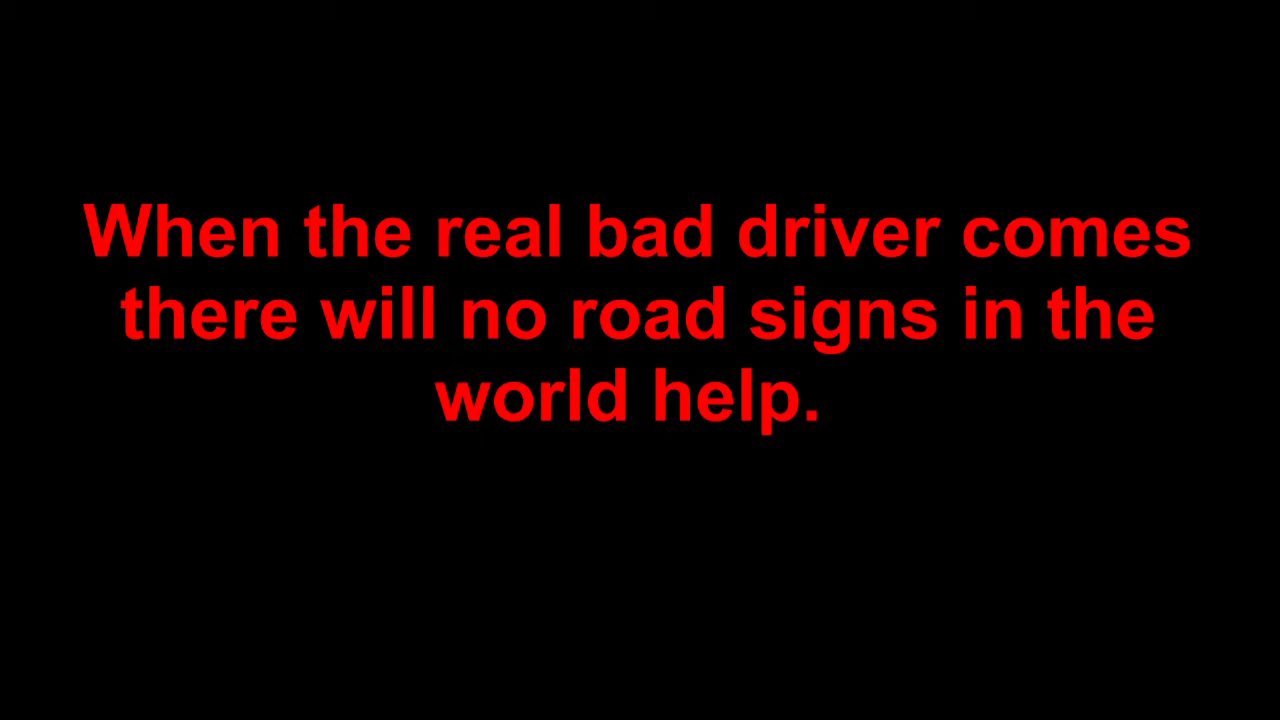 When the real bad driver comes
there will no road signs in the
world help.